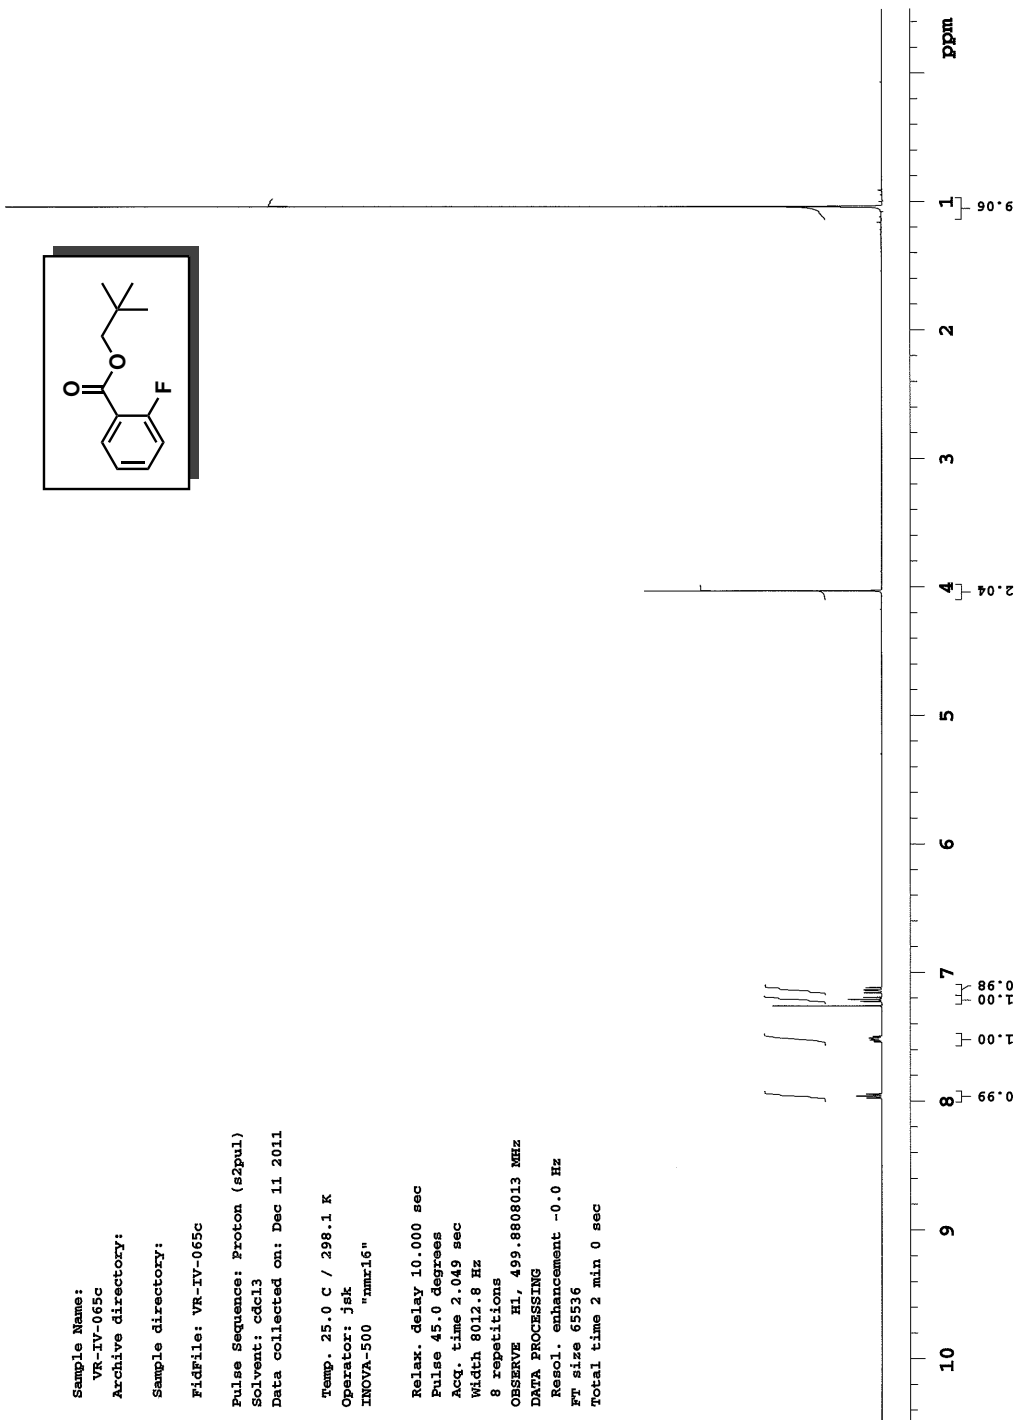 Sample Name:
VR-IV-065c
Archive directory:
Sample directory:
FidFile: VR-IV-065c
Pulse Sequence: Proton (s2pul)
Solvent: cdcl3
Data collected on: Dec 11 2011
Temp. 25.0 C / 298.1 K
Operator: jsk
INOVA-500 "nmr16"
Relax. delay 10.000 sec
Pulse 45.0 degrees
Acq. time 2.049 sec
Width 8012.8 Hz
8 repetitions
OBSERVE H1, 499.8808013 MHz
DATA PROCESSING
Resol. enhancement -0.0 Hz
FT size 65536
Total time 2 min 0 sec
O
O
F
10 9 8 7 6 5 4 3 2 1 ppm
0.99 1.00 1.00 0.98 2.04 9.06